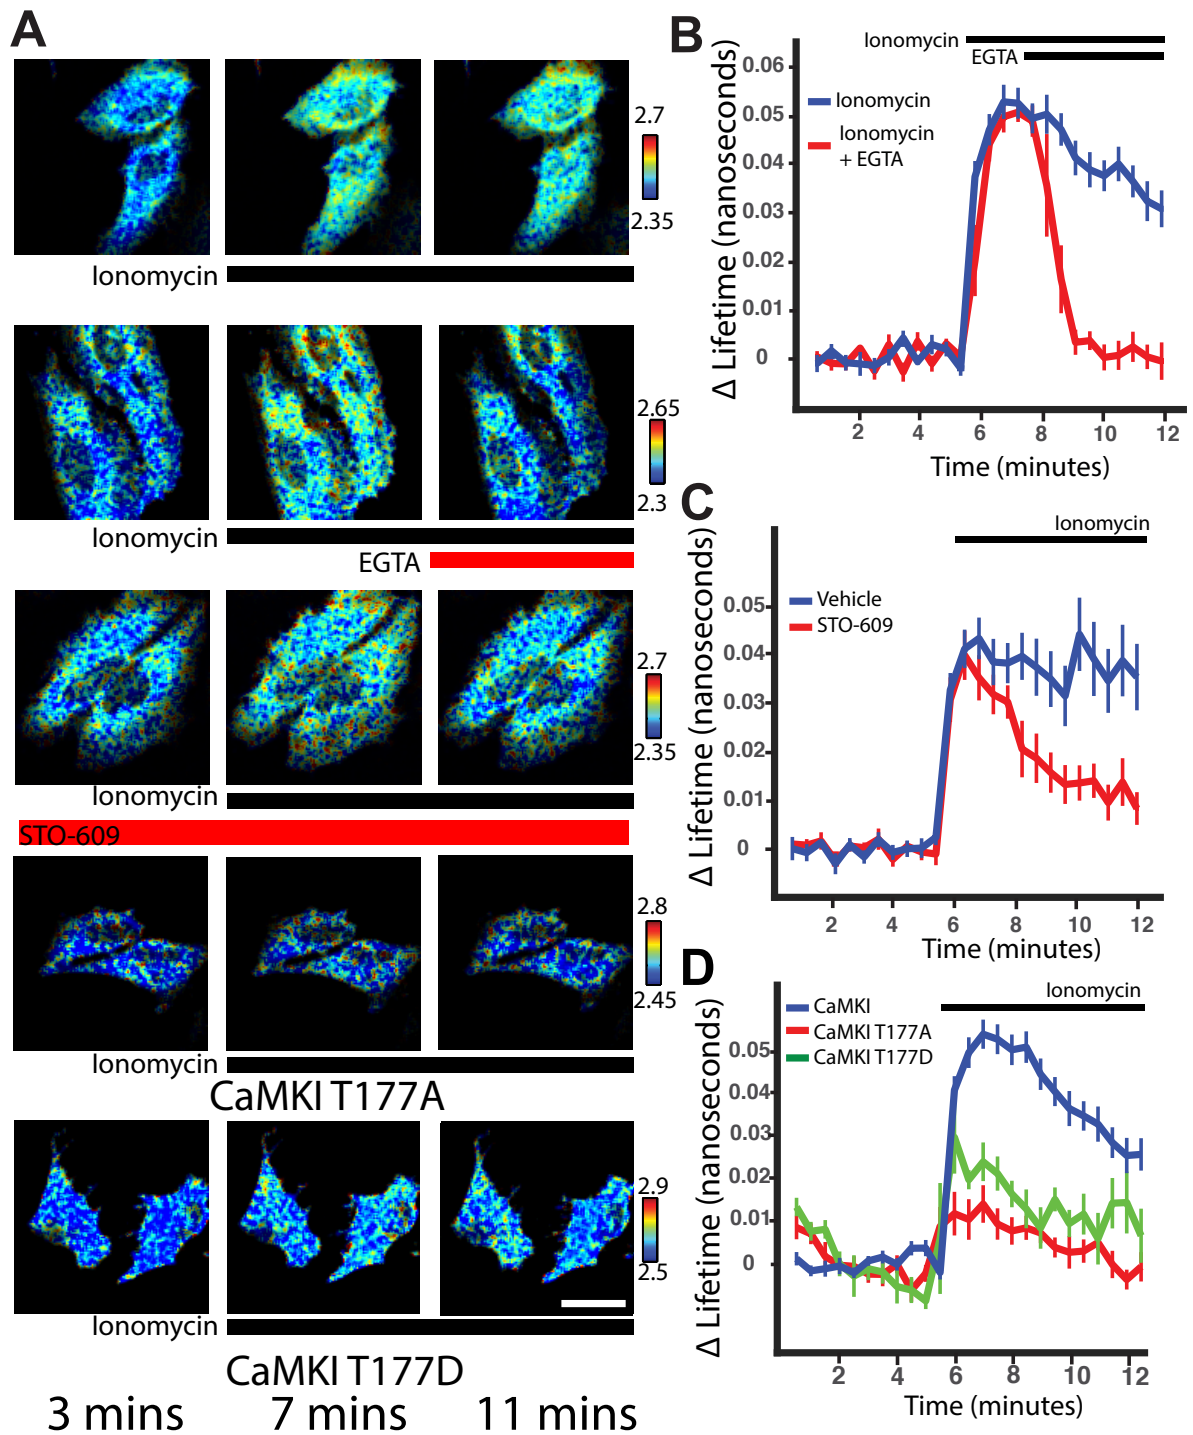 A
2.7
2.35
Ionomycin
2.65
2.3
Ionomycin
EGTA
2.7
2.35
Ionomycin
STO-609
2.8
2.45
Ionomycin
CaMKI T177A
2.9
2.5
Ionomycin
CaMKI T177D
3 mins 7 mins 11 mins
B
Ionomycin
EGTA
Ionomycin
Ionomycin
+ EGTA
Δ Lifetime (nanoseconds)
0.06
0.05
0.04
0.03
0.02
0.01
0
2 4 6 8 10 12
Time (minutes)
C
Ionomycin
Vehicle
STO-609
Δ Lifetime (nanoseconds)
0.05
0.04
0.03
0.02
0.01
0
2 4 6 8 10 12
Time (minutes)
D
Ionomycin
CaMKI
CaMKI T177A
CaMKI T177D
Δ Lifetime (nanoseconds)
0.05
0.04
0.03
0.02
0.01
0
2 4 6 8 10 12
Time (minutes)